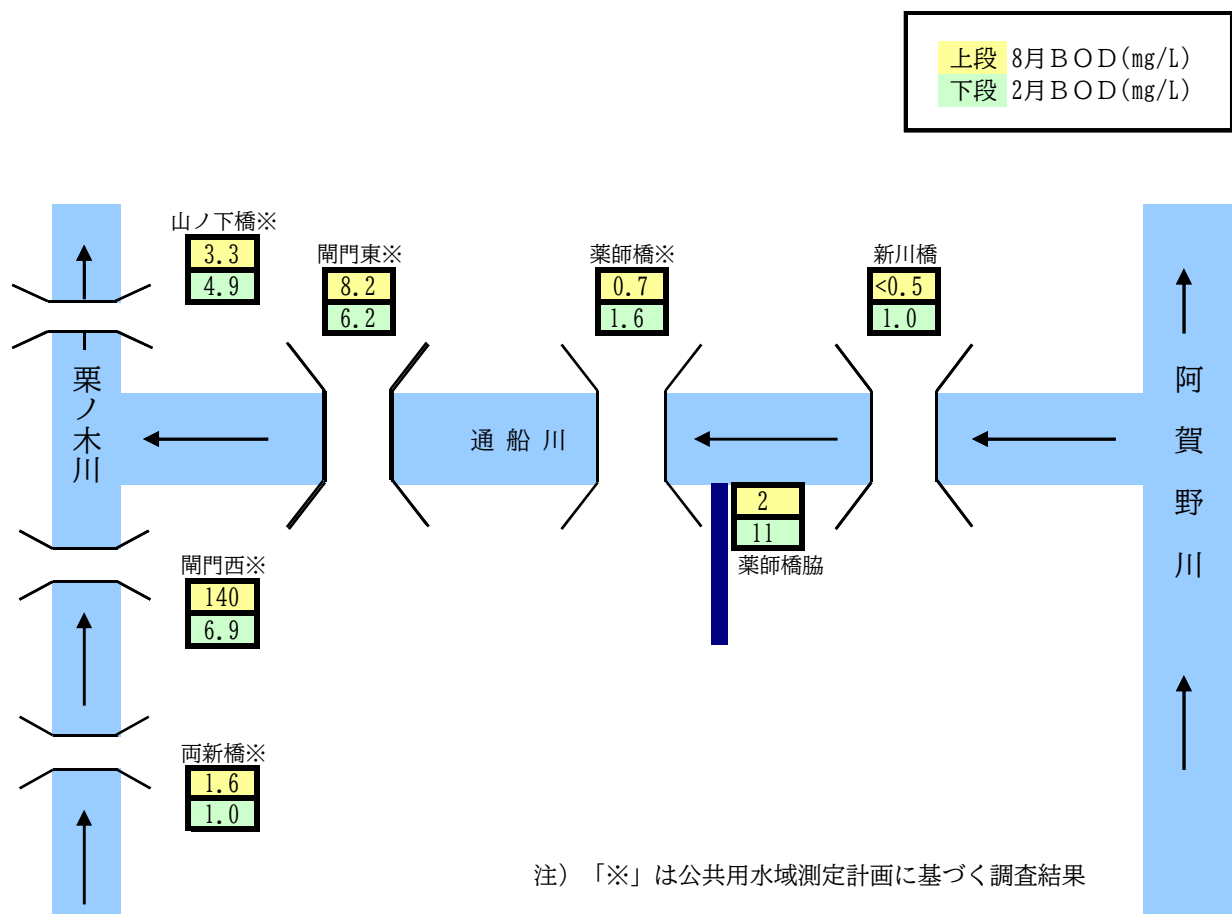 上段 8月ＢＯＤ(mg/L)
下段 2月ＢＯＤ(mg/L)
山ノ下橋※
3.3
4.9
閘門東※
8.2
6.2
薬師橋※
0.7
1.6
新川橋
<0.5
1.0
栗ノ木川
通船川
阿賀野川
2
11
薬師橋脇
閘門西※
140
6.9
両新橋※
1.6
1.0
注）「※」は公共用水域測定計画に基づく調査結果